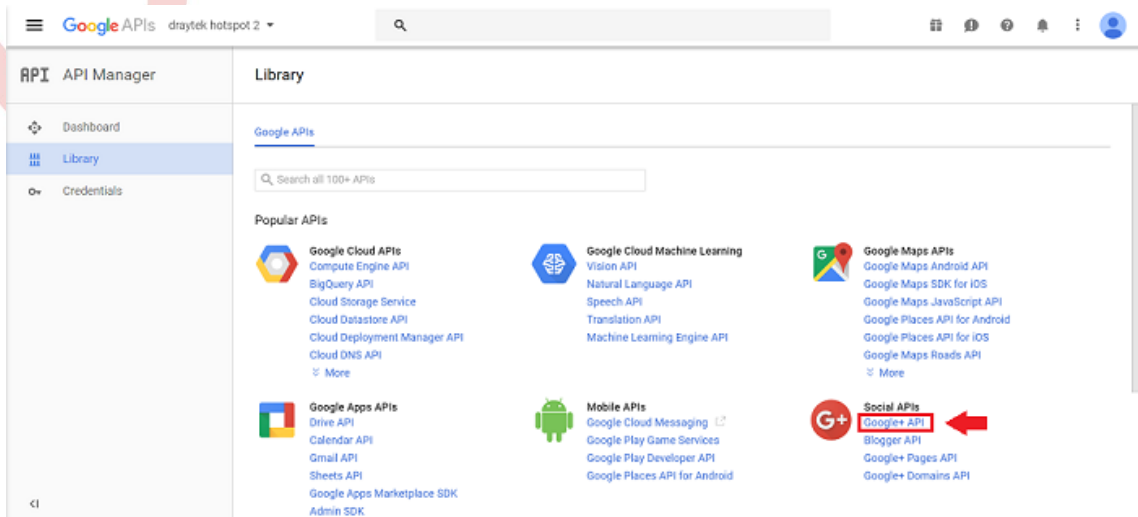 Google APIs draytek hotspot 2
API API Manager
Library
Dashboard
Library
Credentials
Google APIs
Search all 100+ APIs
Popular APIs
Google Cloud APIs
Compute Engine API
BigQuery API
Cloud Storage Service
Cloud Datastore API
Cloud Deployment Manager API
Cloud DNS API
More
Google Cloud Machine Learning
Vision API
Natural Language API
Speech API
Translation API
Machine Learning Engine API
Google Maps APIs
Google Maps Android API
Google Maps SDK for iOS
Google Maps JavaScript API
Google Places API for Android
Google Places API for iOS
Google Maps Roads API
More
Google Apps APIs
Drive API
Calendar API
Gmail API
Sheets API
Google Apps Marketplace SDK
Admin SDK
Mobile APIs
Google Cloud Messaging
Google Play Game Services
Google Play Developer API
Google Places API for Android
G+
Social APIs
Google+ API
Blogger API
Google+ Pages API
Google+ Domains API